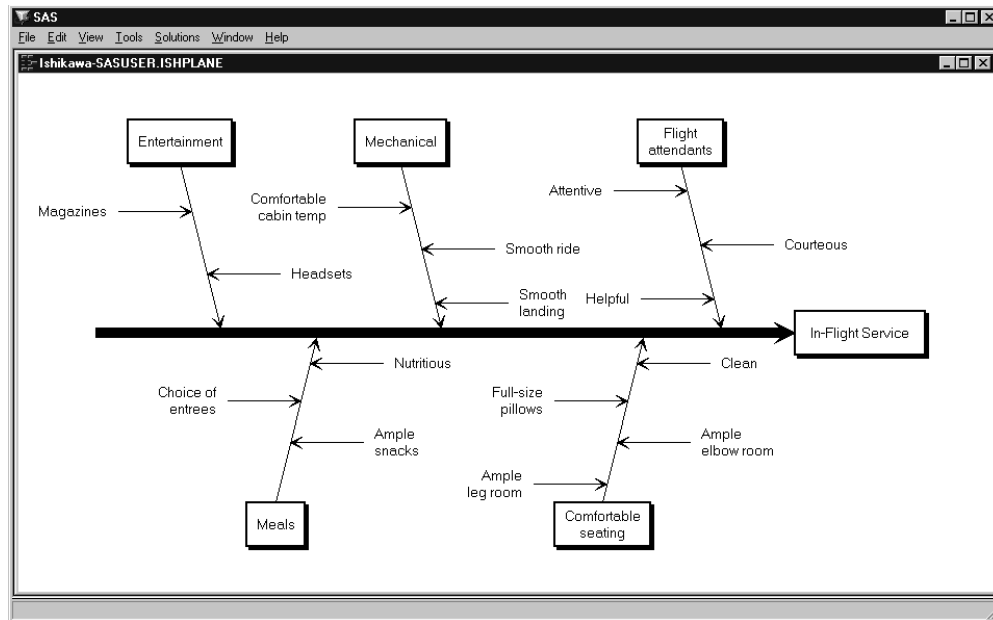 SAS
File Edit View Tools Solutions Window Help
Ishikawa-SASUSER.ISHPLANE
Entertainment
Mechanical
Flight
attendants
Magazines
Headsets
Comfortable
cabin temp
Smooth ride
Smooth
landing
Attentive
Courteous
Helpful
In-Flight Service
Nutritious
Choice of
entrees
Ample
snacks
Meals
Clean
Full-size
pillows
Ample
elbow room
Ample
leg room
Comfortable
seating